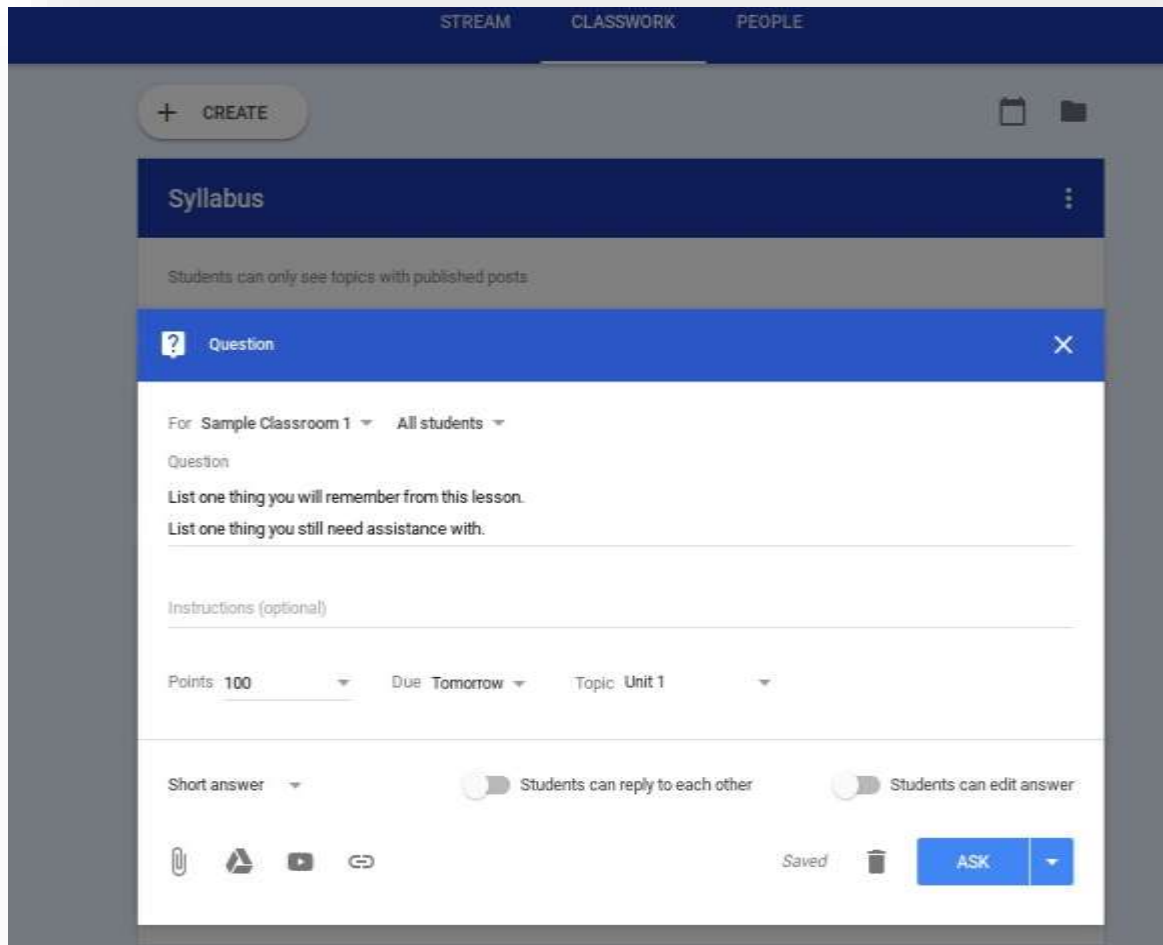 STREAM CLASSWORK PEOPLE
+ CREATE
Syllabus
Students can only see topics with published posts
? Question
For Sample Classroom 1 All students
Question
List one thing you will remember from this lesson.
List one thing you still need assistance with.
Instructions (optional)
Points 100 Due Tomorrow Topic Unit 1
Short answer Students can reply to each other Students can edit answer
Saved ASK